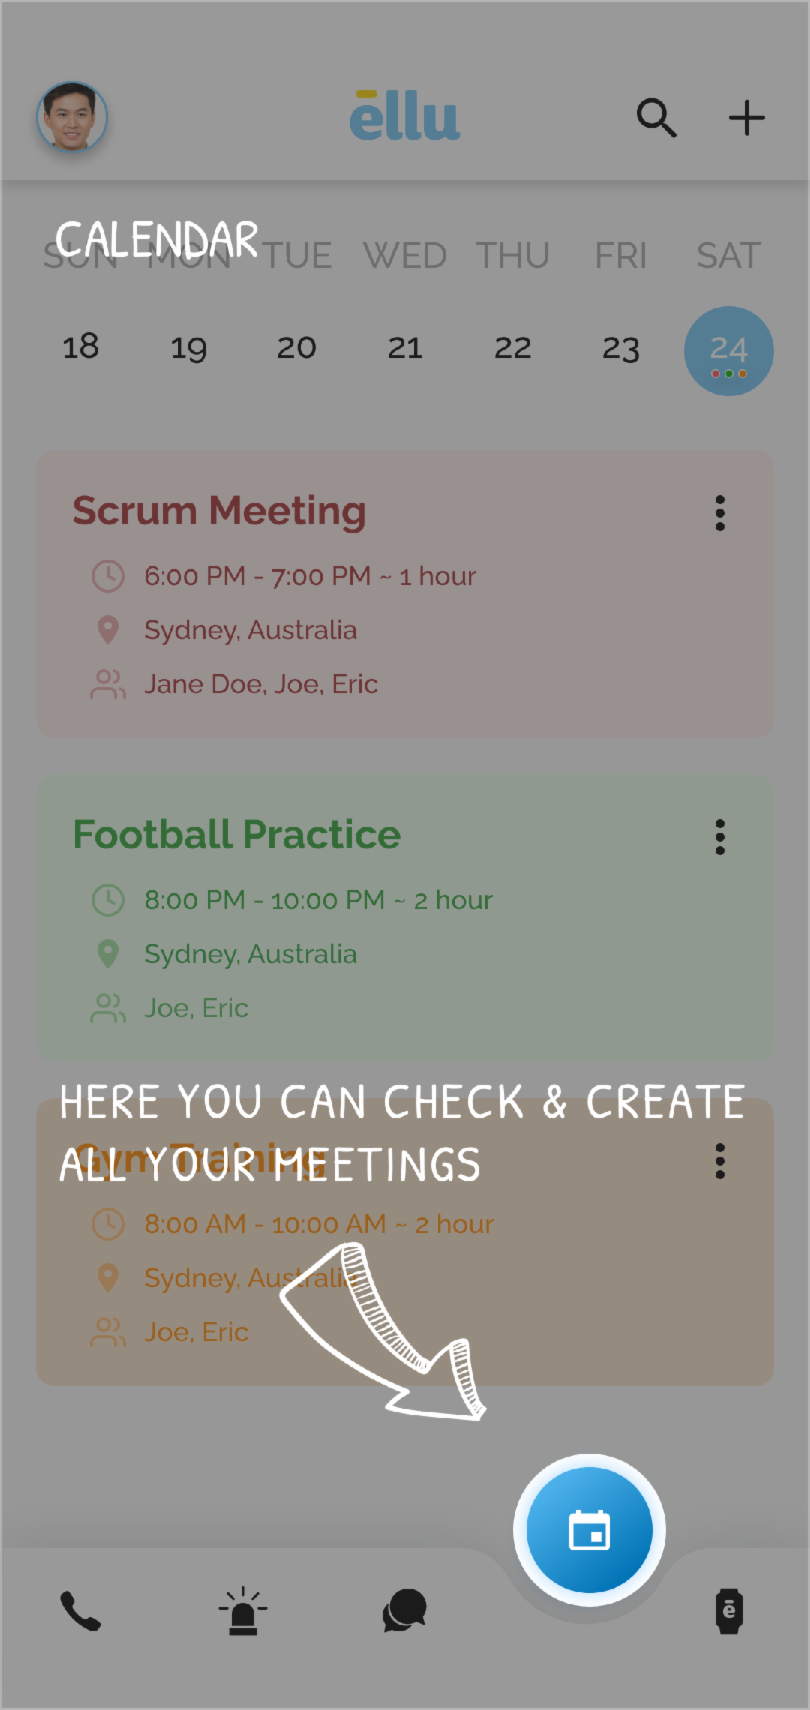 ēllu
CALENDAR
SUN MON TUE WED THU FRI SAT
18 19 20 21 22 23 24
Scrum Meeting
6:00 PM - 7:00 PM ~ 1 hour
Sydney, Australia
Jane Doe, Joe, Eric
Football Practice
8:00 PM - 10:00 PM ~ 2 hour
Sydney, Australia
Joe, Eric
HERE YOU CAN CHECK & CREATE
ALL YOUR MEETINGS
Gym Training
8:00 AM - 10:00 AM ~ 2 hour
Sydney, Australia
Joe, Eric
ē